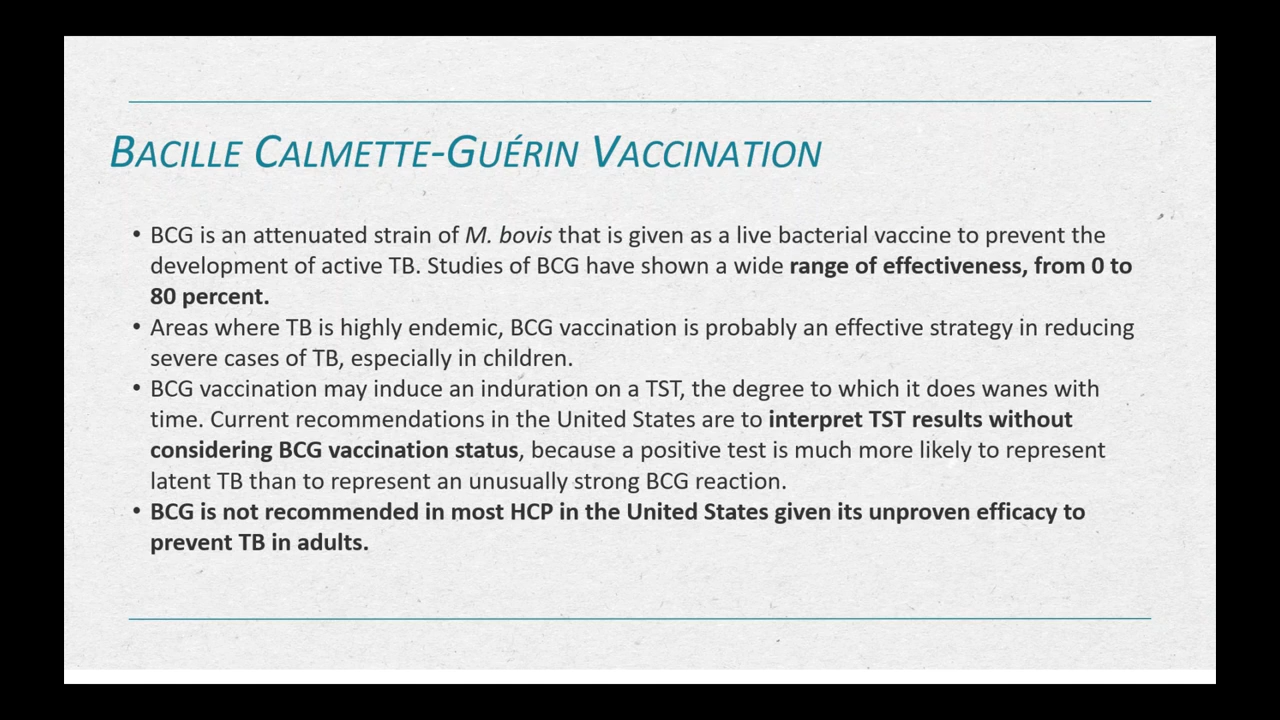 BACILLE CALMETTE-GUÉRIN VACCINATION
• BCG is an attenuated strain of M. bovis that is given as a live bacterial vaccine to prevent the
development of active TB. Studies of BCG have shown a wide range of effectiveness, from 0 to
80 percent.
• Areas where TB is highly endemic, BCG vaccination is probably an effective strategy in reducing
severe cases of TB, especially in children.
• BCG vaccination may induce an induration on a TST, the degree to which it does wanes with
time. Current recommendations in the United States are to interpret TST results without
considering BCG vaccination status, because a positive test is much more likely to represent
latent TB than to represent an unusually strong BCG reaction.
• BCG is not recommended in most HCP in the United States given its unproven efficacy to
prevent TB in adults.